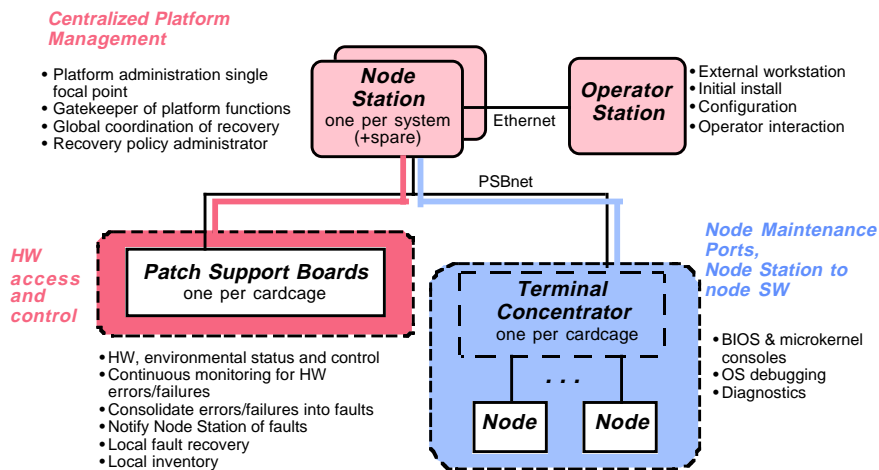 Centralized Platform
Management
• Platform administration single
focal point
• Gatekeeper of platform functions
• Global coordination of recovery
• Recovery policy administrator
Node
Station
one per system
(+spare)
Ethernet
Operator
Station
• External workstation
• Initial install
• Configuration
• Operator interaction
PSBnet
HW
access
and
control
Patch Support Boards
one per cardcage
• HW, environmental status and control
• Continuous monitoring for HW
errors/failures
• Consolidate errors/failures into faults
• Notify Node Station of faults
• Local fault recovery
• Local inventory
Node Maintenance
Ports,
Node Station to
node SW
Terminal
Concentrator
one per cardcage
. . .
Node
Node
• BIOS & microkernel
consoles
• OS debugging
• Diagnostics